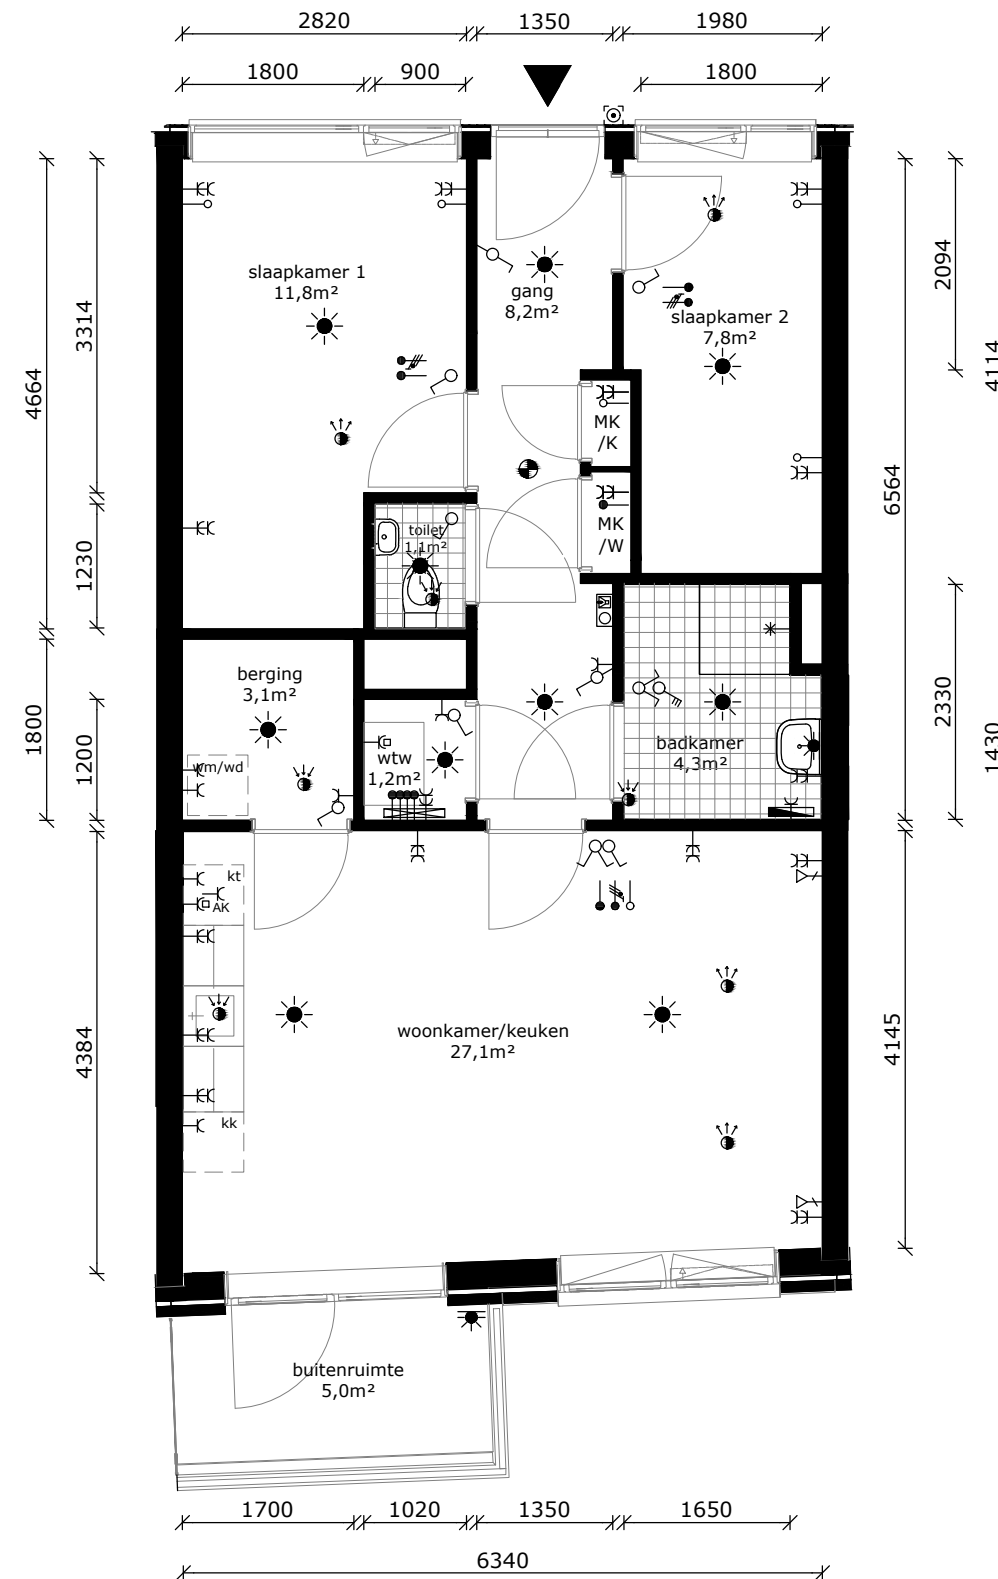 2820 1350 1980
1800 900 1800
slaapkamer 1
11,8m²
gang
8,2m²
slaapkamer 2
7,8m²
MK
/K
MK
/W
toilet
1,1m²
berging
3,1m²
wm/wd
wtw
1,2m²
badkamer
4,3m²
kt
AK
kk
woonkamer/keuken
27,1m²
buitenruimte
5,0m²
4664
3314
1230
1800
1200
4384
2094
4114
6564
2330
1430
4145
1700 1020 1350 1650
6340